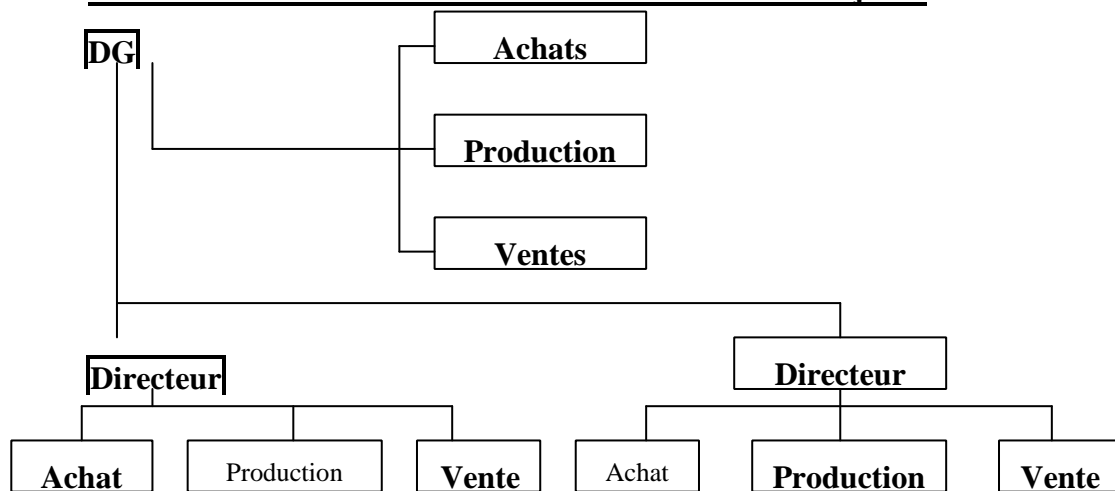 Achats
DG
Production
Ventes
Directeur
Directeur
Achat
Production
Vente
Achat
Production
Vente